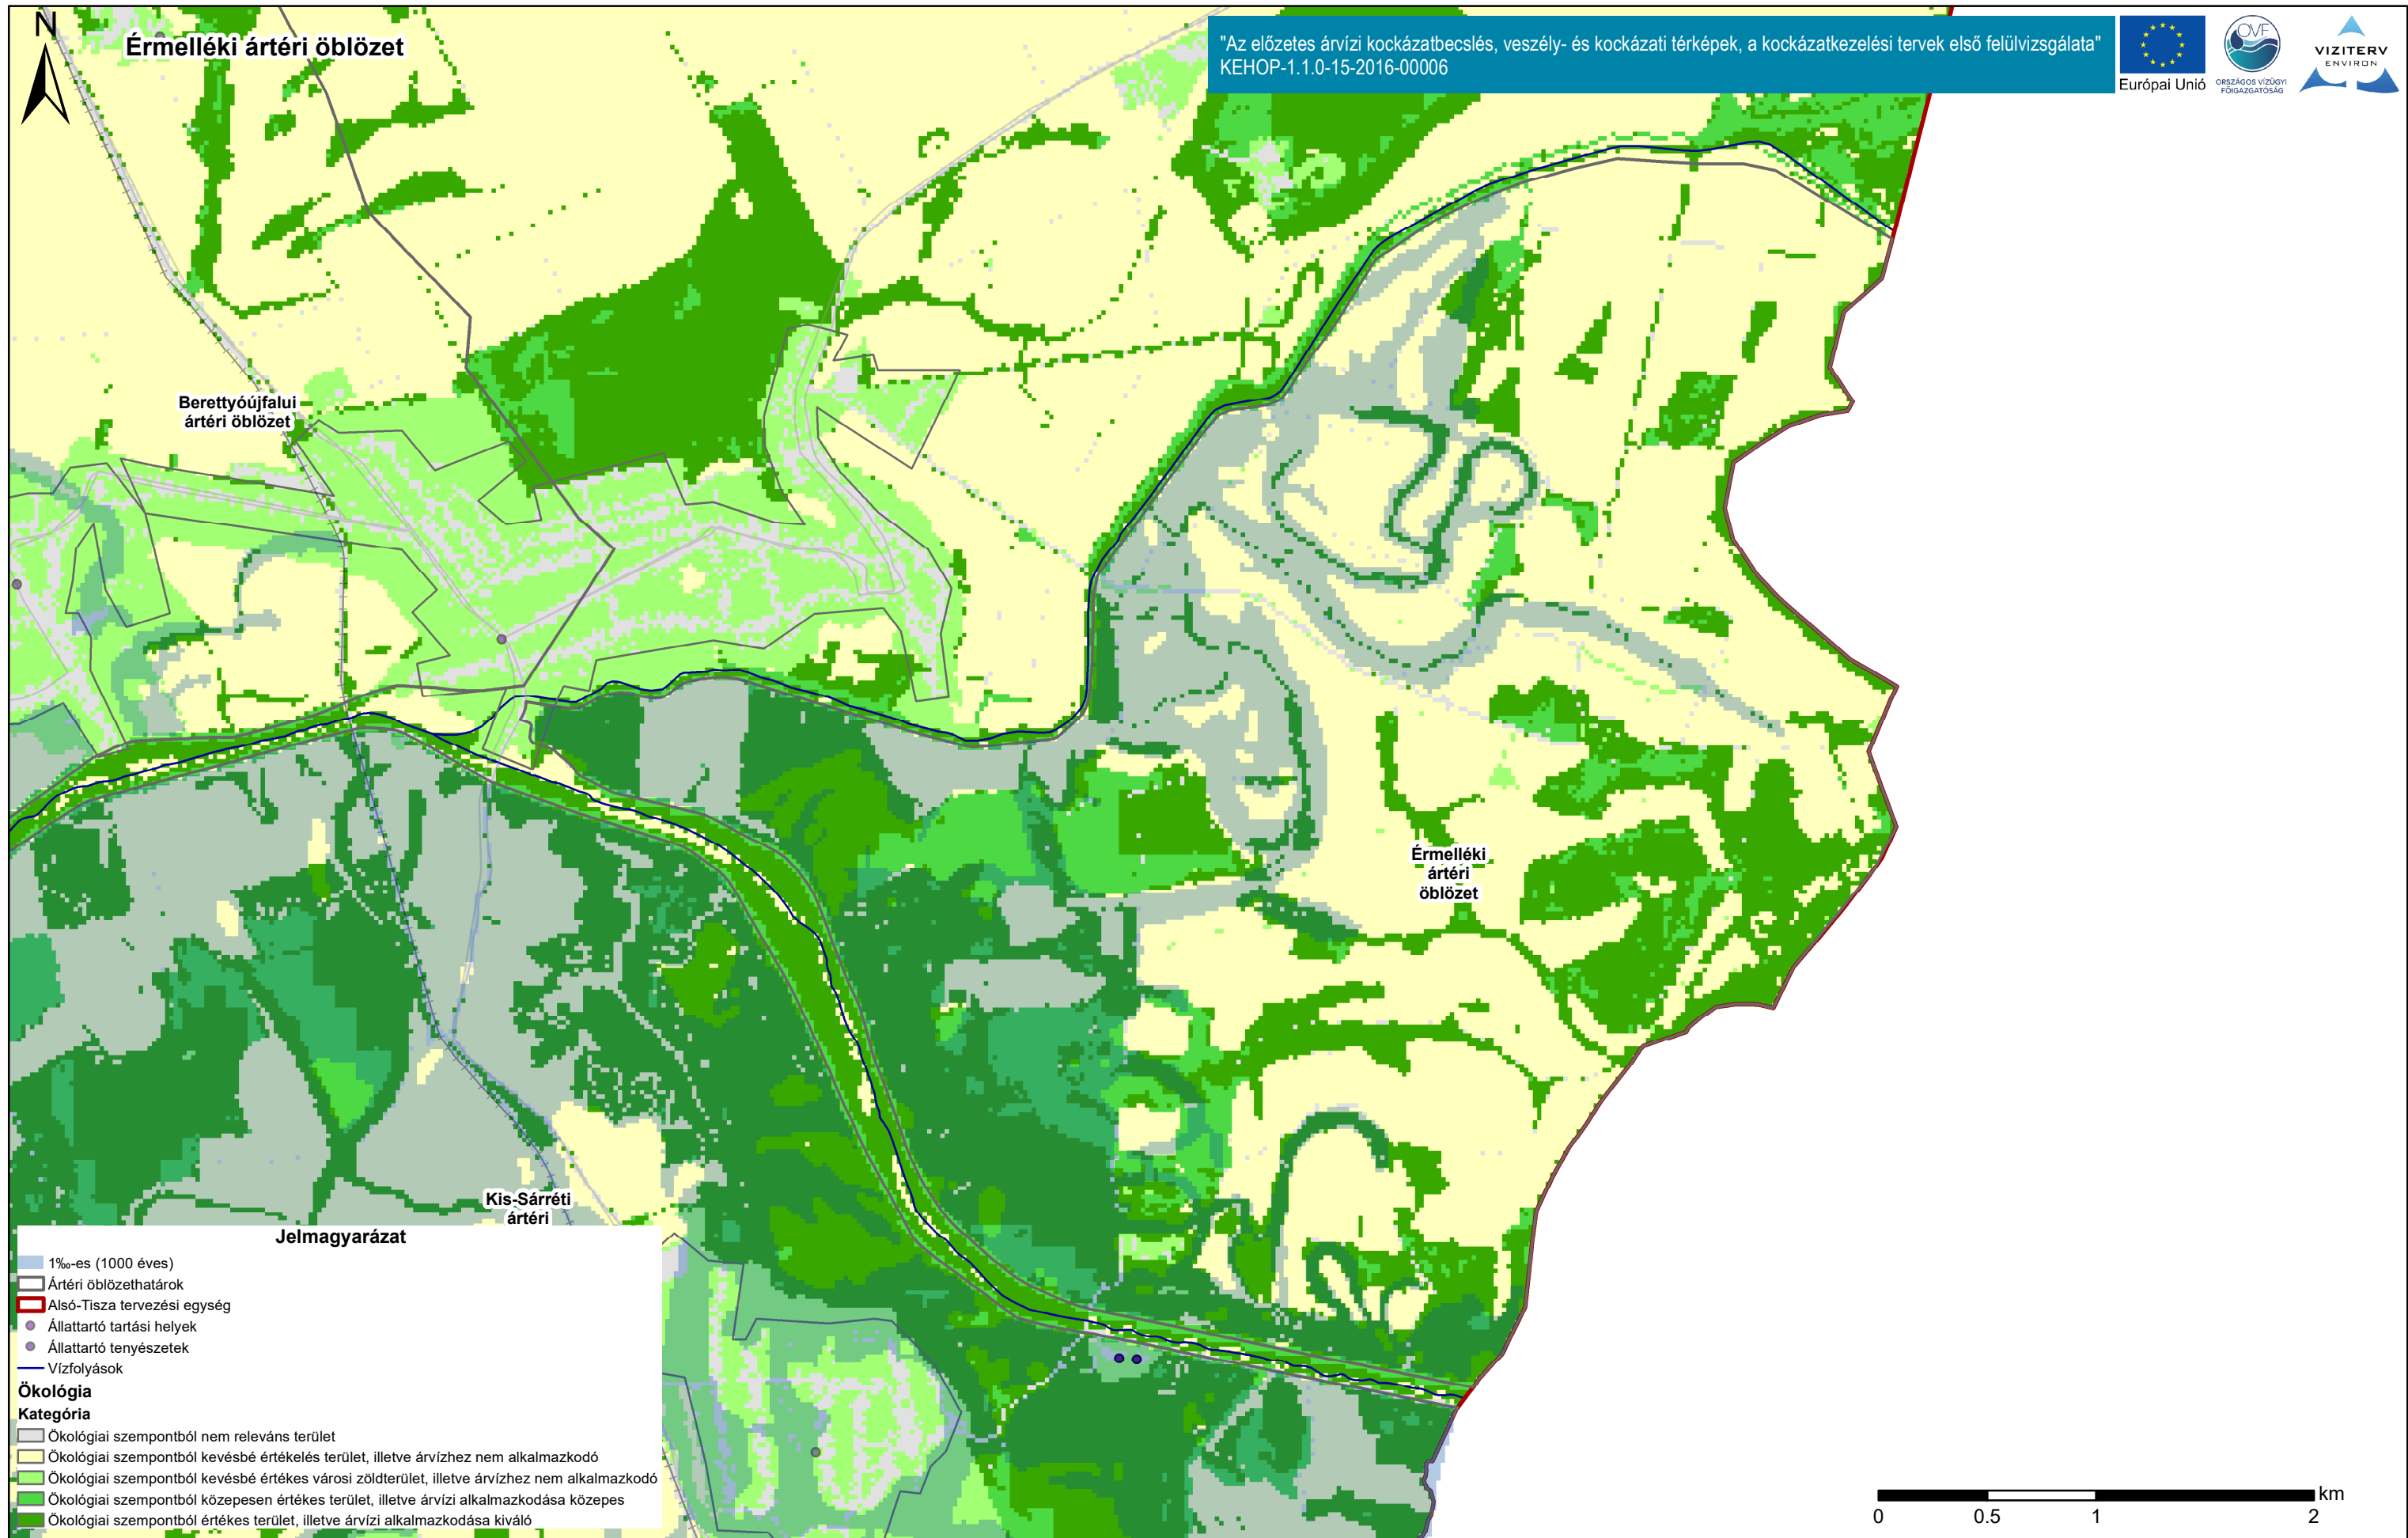 N
Érmelléki ártéri öblözet
"Az előzetes árvízi kockázatbecslés, veszély- és kockázati térképek, a kockázatkezelési tervek első felülvizsgálata"
KEHOP-1.1.0-15-2016-00006
Európai Unió
OVF
ORSZÁGOS VÍZÜGYI
FŐIGAZGATÓSÁG
VIZITERV
ENVIRON
Berettyóújfalui
ártéri öblözet
Érmelléki
ártéri
öblözet
Kis-Sárréti
ártéri
Jelmagyarázat
1‰-es (1000 éves)
Ártéri öblözethatárok
Alsó-Tisza tervezési egység
Állattartó tartási helyek
Állattartó tenyészetek
Vízfolyások
Ökológia
Kategória
Ökológiai szempontból nem releváns terület
Ökológiai szempontból kevésbé értékelés terület, illetve árvízhez nem alkalmazkodó
Ökológiai szempontból kevésbé értékes városi zöldterület, illetve árvízhez nem alkalmazkodó
Ökológiai szempontból közepesen értékes terület, illetve árvízi alkalmazkodása közepes
Ökológiai szempontból értékes terület, illetve árvízi alkalmazkodása kiváló
km
0 0.5 1 2